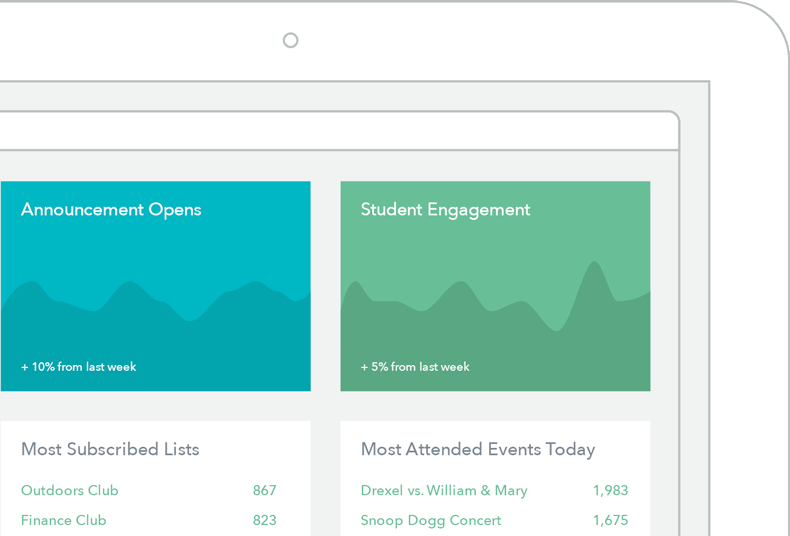 Announcement Opens
Student Engagement
+ 10% from last week
+ 5% from last week
Most Subscribed Lists
Outdoors Club 867
Finance Club 823
Most Attended Events Today
Drexel vs. William & Mary 1,983
Snoop Dogg Concert 1,675